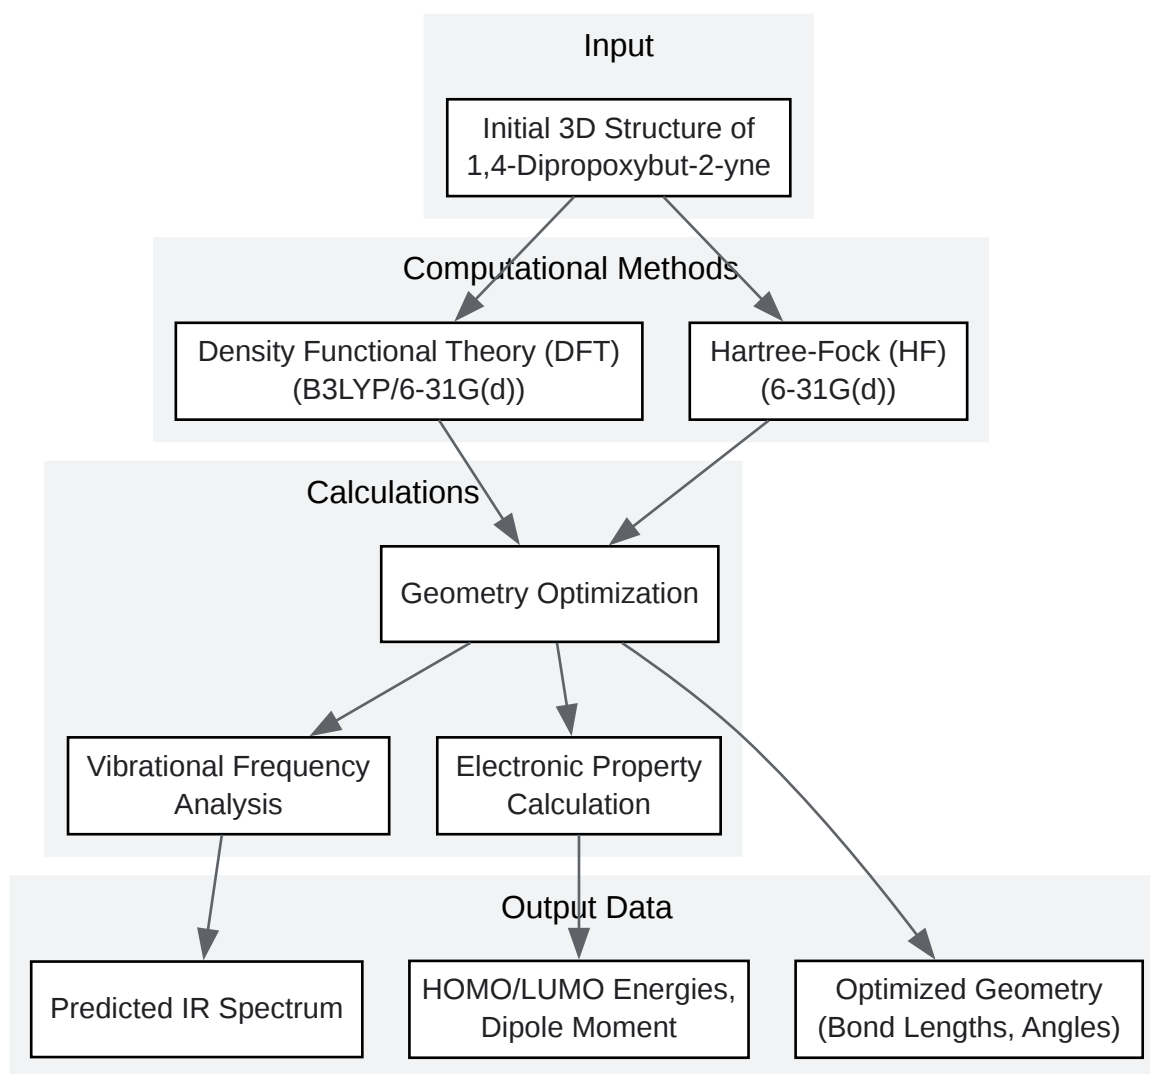 Input
Initial 3D Structure of
1,4-Dipropoxybut-2-yne
Computational Methods
Density Functional Theory (DFT)
(B3LYP/6-31G(d))
Hartree-Fock (HF)
(6-31G(d))
Calculations
Geometry Optimization
Vibrational Frequency
Analysis
Electronic Property
Calculation
Output Data
Predicted IR Spectrum
HOMO/LUMO Energies,
Dipole Moment
Optimized Geometry
(Bond Lengths, Angles)